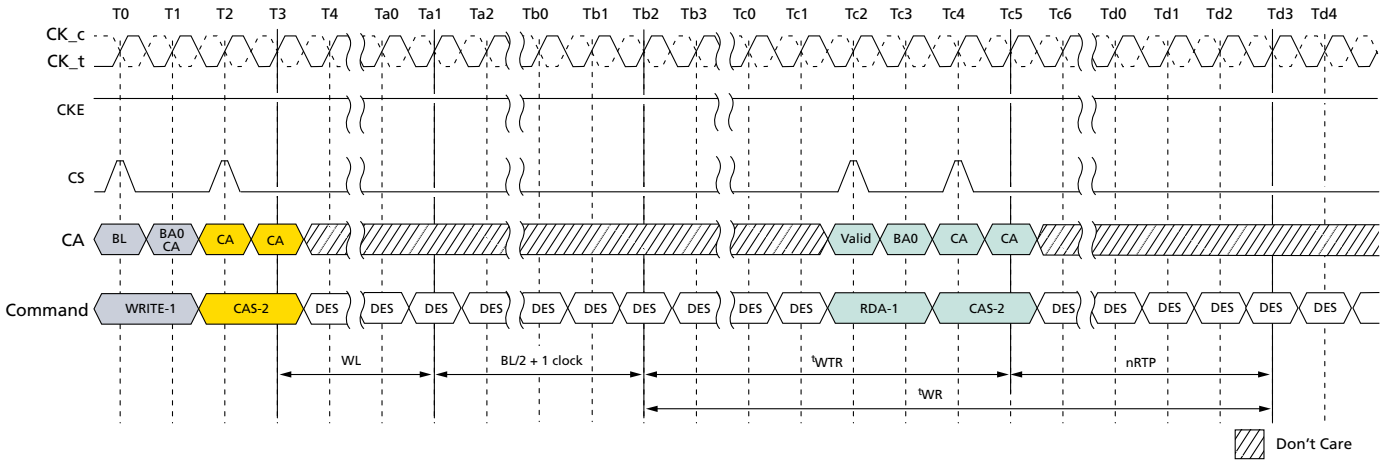 T0 T1 T2 T3 T4 Ta0 Ta1 Ta2 Tb0 Tb1 Tb2 Tb3 Tc0 Tc1 Tc2 Tc3 Tc4 Tc5 Tc6 Td0 Td1 Td2 Td3 Td4
CK_c
CK_t
CKE
CS
CA BL BA0 CA CA CA Valid BA0 CA CA
Command WRITE-1 CAS-2 DES DES DES DES DES DES DES DES DES DES RDA-1 CAS-2 DES DES DES DES DES DES
WL BL/2 + 1 clock tWTR nRTP
tWR
Don't Care